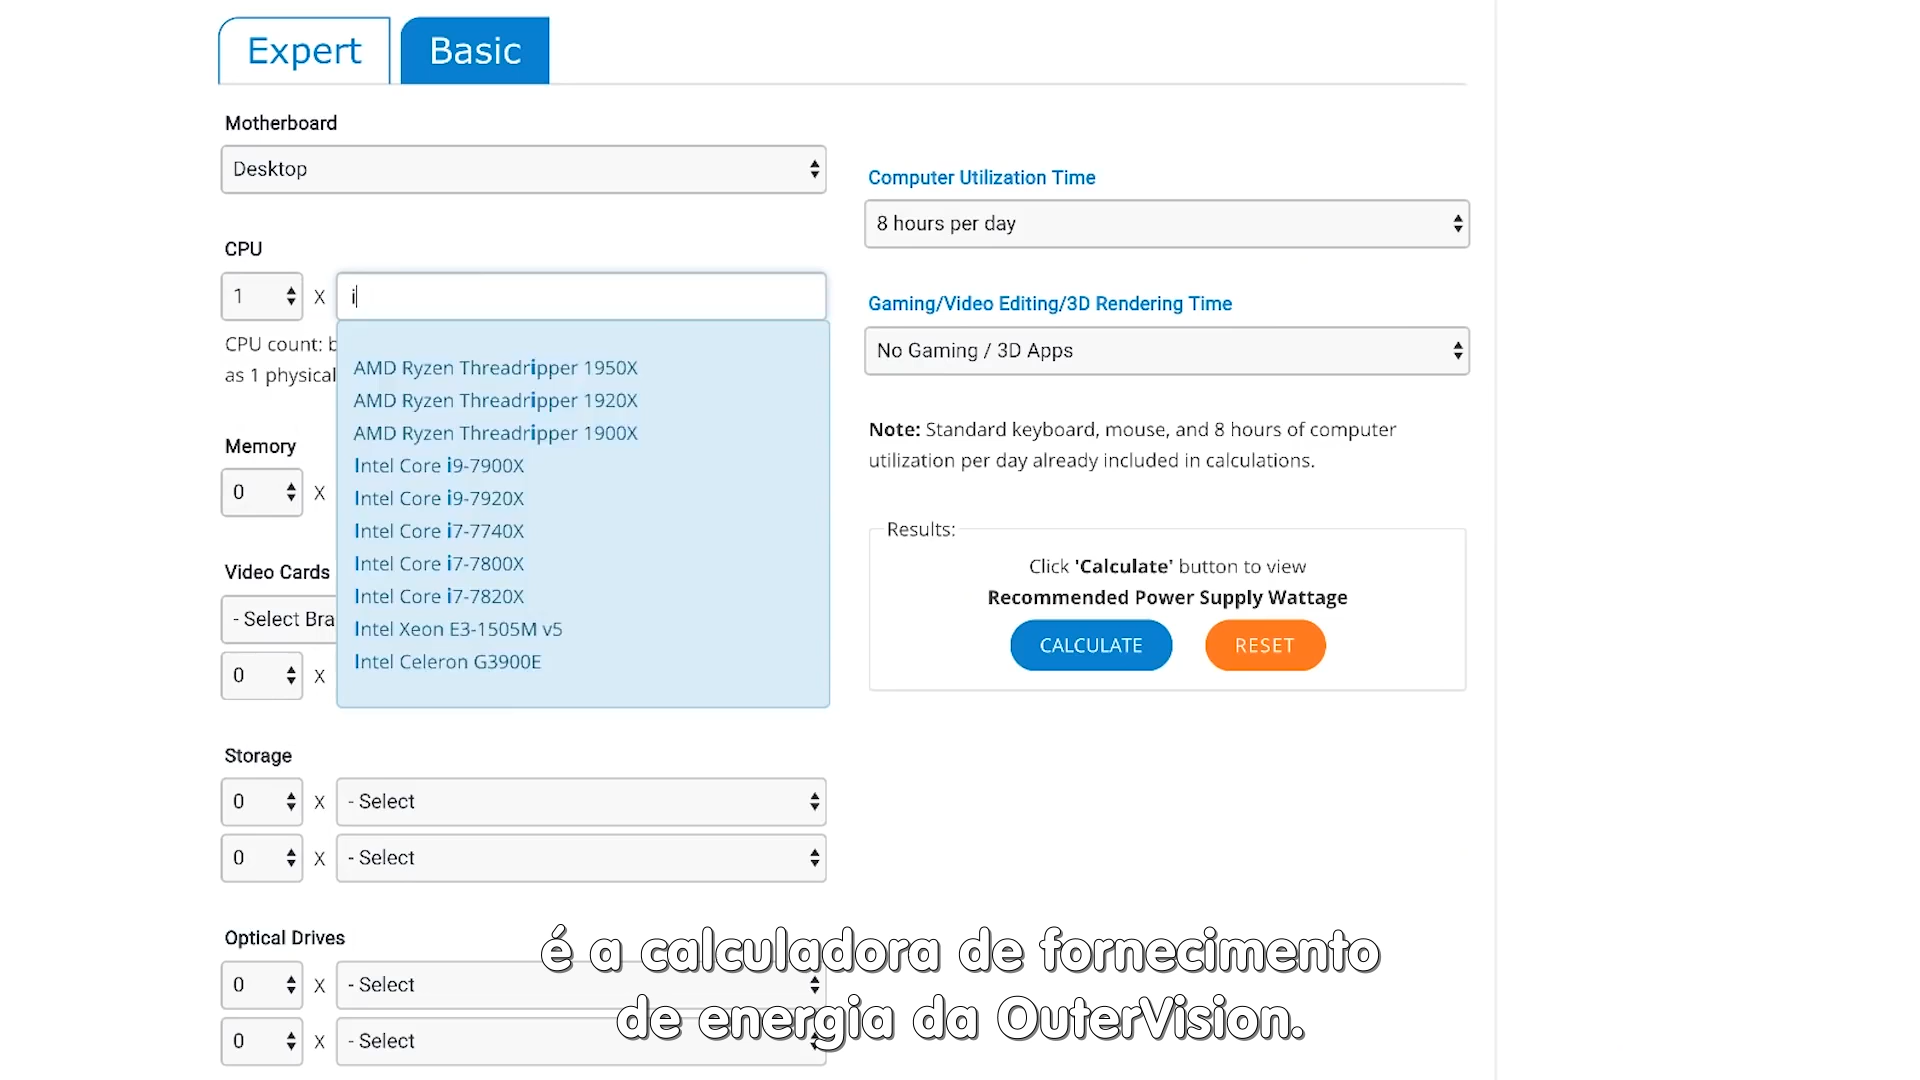 Expert Basic
Motherboard
Desktop
CPU
1 X i
CPU count: b
as 1 physical
AMD Ryzen Threadripper 1950X
AMD Ryzen Threadripper 1920X
AMD Ryzen Threadripper 1900X
Intel Core i9-7900X
Intel Core i9-7920X
Intel Core i7-7740X
Intel Core i7-7800X
Intel Core i7-7820X
Intel Xeon E3-1505M v5
Intel Celeron G3900E
Memory
0 X
Video Cards
- Select Bra
0 X
Storage
0 X - Select
0 X - Select
Optical Drives
0 X - Select
0 X - Select
Computer Utilization Time
8 hours per day
Gaming/Video Editing/3D Rendering Time
No Gaming / 3D Apps
Note: Standard keyboard, mouse, and 8 hours of computer
utilization per day already included in calculations.
Results:
Click 'Calculate' button to view
Recommended Power Supply Wattage
CALCULATE RESET
é a calculadora de fornecimento
de energia da OuterVision.